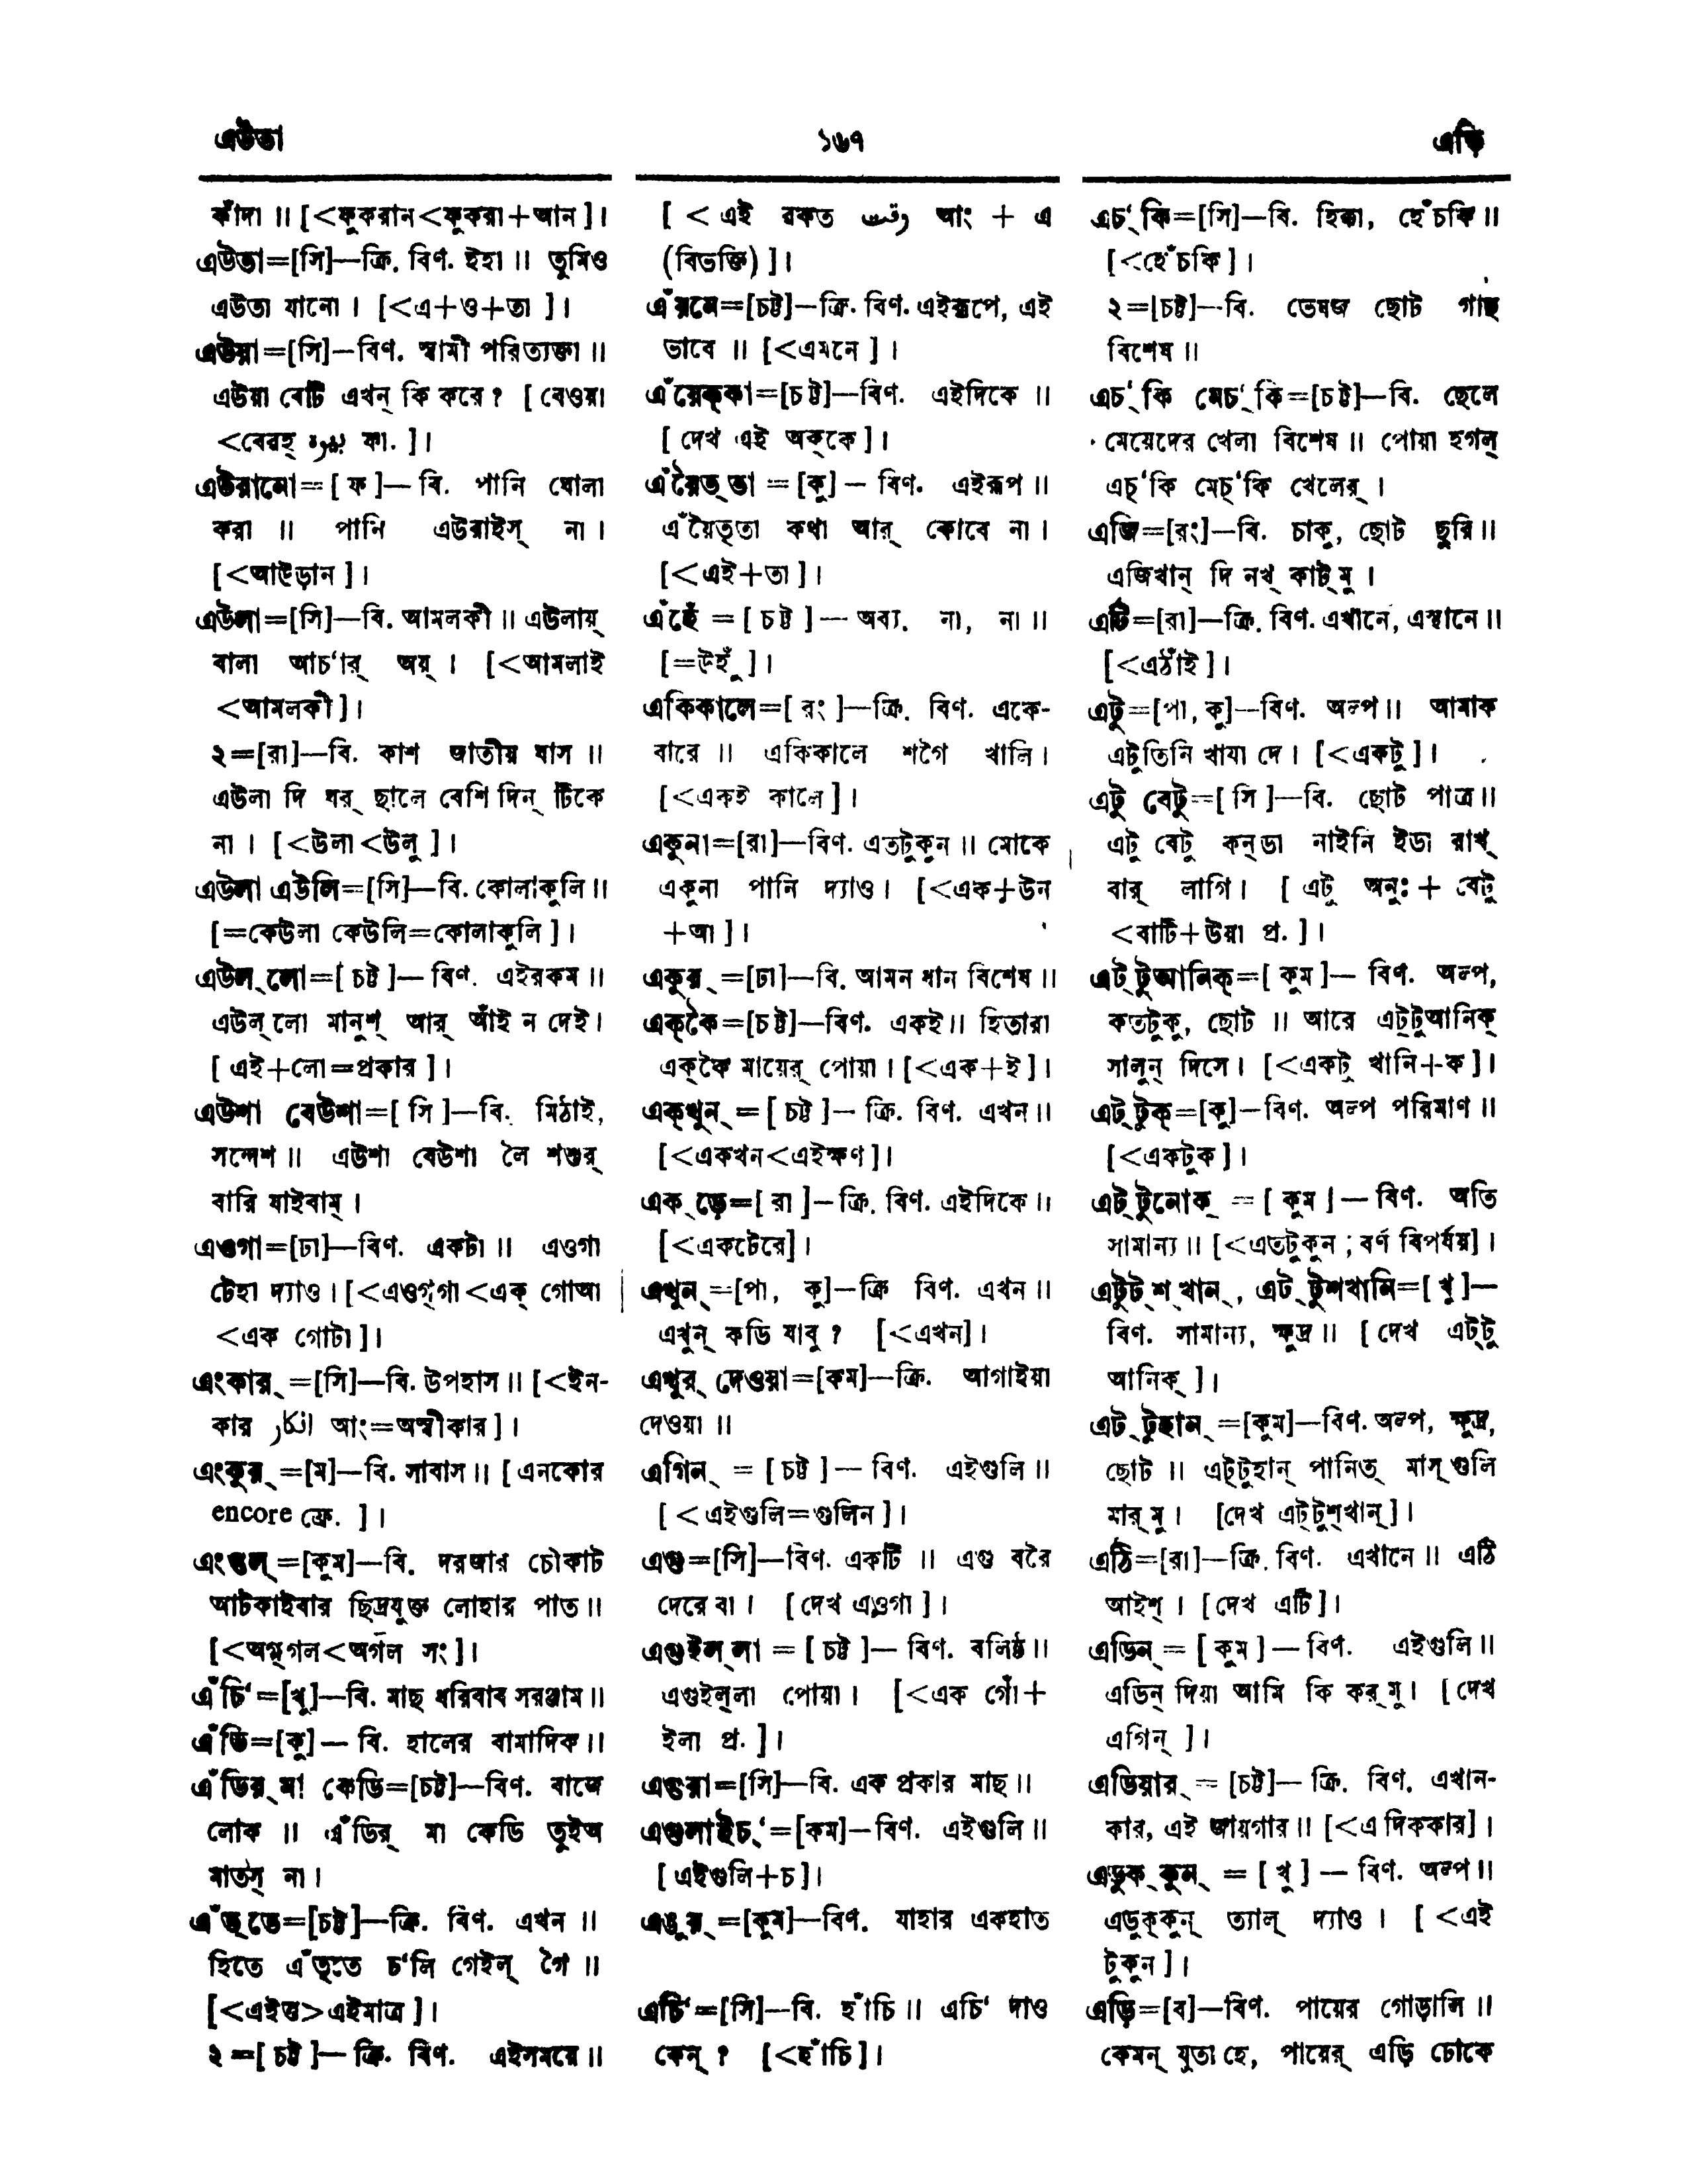 এউতা
১৬৭
এড়ি
কাঁদা ॥ [<ফুকরান<ফুকরা+আন]।
এউতা=[সি]—ক্রি. বিণ. ইহা ॥ তুমিও
এউতা যানো। [<এ+ও+তা]।
এউয়া=[সি]—বিণ. স্বামী পরিত্যক্তা ॥
এউয়া বেটি এখন্ কি করে? [বেওয়া
<বেবহ্ بيوه ফা.]।
এউরানো=[ফ]—বি. পানি ঘোলা
করা ॥ পানি এউরাইস্ না।
[<আউড়ান]।
এউলা=[সি]—বি. আমলকী ॥ এউলায়্
বালা আচ‘ার্ অয়্। [<আমলাই
<আমলকী]।
২=[রা]—বি. কাশ জাতীয় ঘাস ॥
এউলা দি ঘর্ ছালে বেশি দিন্ টিকে
না। [<উলা<উলু]।
এউলা এউলি=[সি]—বি. কোলাকুলি ॥
[=কেউলা কেউলি=কোলাকুলি]।
এউল্‌লো=[চট্ট]—বিণ. এইরকম ॥
এউল্‌লো মানুশ্ আর্ আঁই ন দেই।
[এই+লো=প্রকার]।
এউশা বেউশা=[সি]—বি. মিঠাই,
সন্দেশ ॥ এউশা বেউশা লৈ শশুর্
বারি যাইবাম্।
এওগা=[ঢা]—বিণ. একটা ॥ এওগা
টেহা দ্যাও। [<এওগ্‌গা<এক্ গোআ
<এক গোটা]।
এংকার্=[সি]—বি. উপহাস ॥ [<ইন-
কার انكار আং=অস্বীকার]।
এংকুর্=[ম]—বি. সাবাস ॥ [এনকোর
encore ফ্রে.]।
এংগুল্=[কুম]—বি. দরজার চৌকাট
আটকাইবার ছিদ্রযুক্ত লোহার পাত ॥
[<অগ্গল<অর্গল সং]।
এঁচি‘=[খু]—বি. মাছ ধরিবার সরঞ্জাম ॥
এঁডি=[কু]—বি. হালের বামাদিক ॥
এঁডির্ মা কেডি=[চট্ট]—বিণ. বাজে
লোক ॥ এঁডির্ মা কেডি তুইঅ
মাতস্ না।
এঁত্‌তে=[চট্ট]—ক্রি. বিণ. এখন ॥
হিতে এঁত্‌তে চ‘লি গেইল্ গৈ ॥
[<এইত্ত>এইমাত্র]।
২=[চট্ট]—ক্রি. বিণ. এইসময়ে ॥
[<এই ৱকত وقت আং + এ
(বিভক্তি)]।
এঁরমে=[চট্ট]—ক্রি. বিণ. এইরূপে, এই
ভাবে ॥ [<এমনে]।
এঁয়েক্‌কা=[চট্ট]—বিণ. এইদিকে ॥
[দেখ এই অক্‌কে]।
এঁয়ৈত্‌তা=[কু]—বিণ. এইরূপ ॥
এঁয়ৈত্‌তা কথা আর্ কোবে না।
[<এই+তা]।
এঁহেঁ=[চট্ট]—অব্য. না, না ॥
[=উহুঁ]।
একিকালে=[রং]—ক্রি. বিণ. একে-
বারে ॥ একিকালে শগৈ খালি।
[<একই কালে]।
একুনা=[রা]—বিণ. এতটুকুন ॥ মোকে
একুনা পানি দ্যাও। [<এক+উন
+আ]।
একুর্=[ঢা]—বি. আমন ধান বিশেষ ॥
এক্‌কৈ=[চট্ট]—বিণ. একই ॥ হিতারা
এক্‌কৈ মায়ের্ পোয়া। [<এক+ই]।
এক্‌খুন্=[চট্ট]—ক্রি. বিণ. এখন ॥
[<একখন<এইক্ষণ]।
এক্‌ড়ে=[রা]—ক্রি. বিণ. এইদিকে ॥
[<একটেরে]।
এখুন্=[পা, কু]—ক্রি বিণ. এখন ॥
এখুন্ কডি যাবু? [<এখন]।
এখুর্ দেওয়া=[কম]—ক্রি. আগাইয়া
দেওয়া ॥
এগিন্=[চট্ট]—বিণ. এইগুলি ॥
[<এইগুলি=গুলিন]।
এগু=[সি]—বিণ. একটি ॥ এগু বরৈ
দেরে বা। [দেখ এওগা]।
এগুইল্‌লা=[চট্ট]—বিণ. বলিষ্ঠ ॥
এগুইল্‌লা পোয়া। [<এক গোঁ+
ইলা প্র.]।
এগুরা=[সি]—বি. এক প্রকার মাছ ॥
এগুলাইচ্‘=[কম]—বিণ. এইগুলি ॥
[এইগুলি+চ]।
এঙুর্=[কুম]—বিণ. যাহার একহাত
এচি‘=[সি]—বি. হাঁচি ॥ এচি‘ দাও
কেন্? [<হাঁচি]।
এচ্‘কি=[সি]—বি. হিক্কা, হেঁচকি ॥
[<হেঁচকি]।
২=[চট্ট]—বি. ভেষজ ছোট গাছ
বিশেষ ॥
এচ্‘কি মেচ্‘কি=[চট্ট]—বি. ছেলে
মেয়েদের খেলা বিশেষ ॥ পোয়া হগল্
এচ্‘কি মেচ্‘কি খেলের্।
এজি=[রং]—বি. চাকু, ছোট ছুরি ॥
এজিখান্ দি নখ্ কাট্‌মু।
এটি=[রা]—ক্রি. বিণ. এখানে, এস্থানে ॥
[<এঠাঁই]।
এটু=[পা, কু]—বিণ. অল্প ॥ আমাক
এটুতিনি খাযা দে। [<একটু]।
এটু বেটু=[সি]—বি. ছোট পাত্র ॥
এটু বেটু কন্‌ডা নাইনি ইডা রাখ্
বার্ লাগি। [এটু অনুঃ+ বেটু
<বাটি+উয়া প্র.]।
এট্‌টুআনিক্=[কুম]—বিণ. অল্প,
কতটুকু, ছোট ॥ আরে এট্‌টুআনিক্
সালুন্ দিসে। [<একটু খানি+ক]।
এট্‌টুক্=[কু]—বিণ. অল্প পরিমাণ ॥
[<একটুক]।
এট্‌টুনোক্=[কুম]—বিণ. অতি
সামান্য ॥ [<এতটুকুন; বর্ণ বিপর্যয়]।
এটুট্‌শ্‌খান্, এট্‌টুশখানি=[খু]—
বিণ. সামান্য, ক্ষুদ্র ॥ [দেখ এট্‌টু
আনিক্]।
এট্‌টুহান্=[কুম]—বিণ. অল্প, ক্ষুদ্র,
ছোট ॥ এট্‌টুহান্ পানিত্ মাস্ গুলি
মার্‌মু। [দেখ এট্‌টুশ্‌খান্]।
এঠি=[রা]—ক্রি. বিণ. এখানে ॥ এঠি
আইশ্। [দেখ এটি]।
এডিন্=[কুম]—বিণ. এইগুলি ॥
এডিন্ দিয়া আমি কি কর্‌মু। [দেখ
এগিন্]।
এডিয়ার্=[চট্ট]—ক্রি. বিণ. এখান-
কার, এই জায়গার ॥ [<এ দিককার]।
এডুক্‌কুন্=[খু]—বিণ. অল্প ॥
এডুক্‌কুন্ ত্যাল্ দ্যাও। [<এই
টুকুন]।
এড়ি=[ব]—বিণ. পায়ের গোড়ালি ॥
কেমন্ যুতা হে, পায়ের্ এড়ি ঢোকে